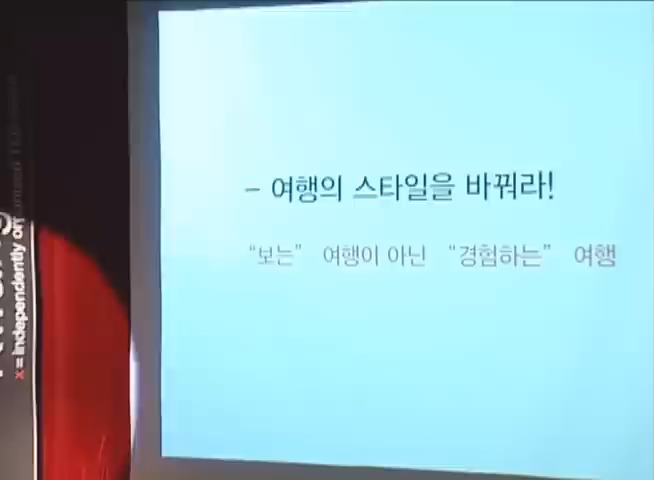 – 여행의 스타일을 바꿔라!
“보는” 여행이 아닌 “경험하는” 여행
x = independently